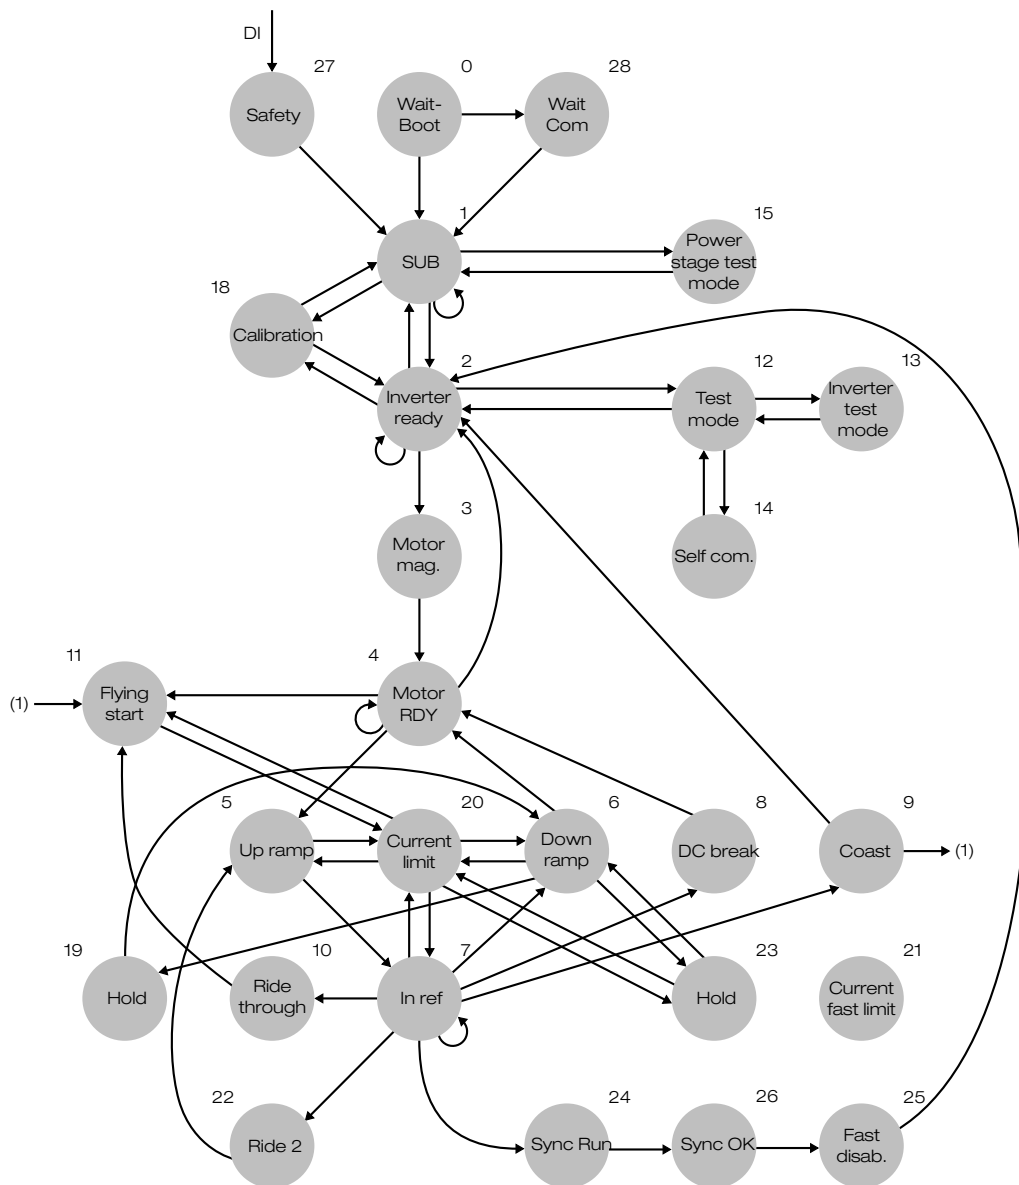 DI
27
0
28
Safety
Wait-
Boot
Wait
Com
1
15
SUB
Power
stage test
mode
18
Calibration
2
12
13
Inverter
ready
Test
mode
Inverter
test
mode
3
14
Motor
mag.
Self com.
11
4
(1)
Flying
start
Motor
RDY
5
20
6
8
9
Up ramp
Current
limit
Down
ramp
DC break
Coast
(1)
19
10
7
23
21
Hold
Ride
through
In ref
Hold
Current
fast limit
22
24
26
25
Ride 2
Sync Run
Sync OK
Fast
disab.